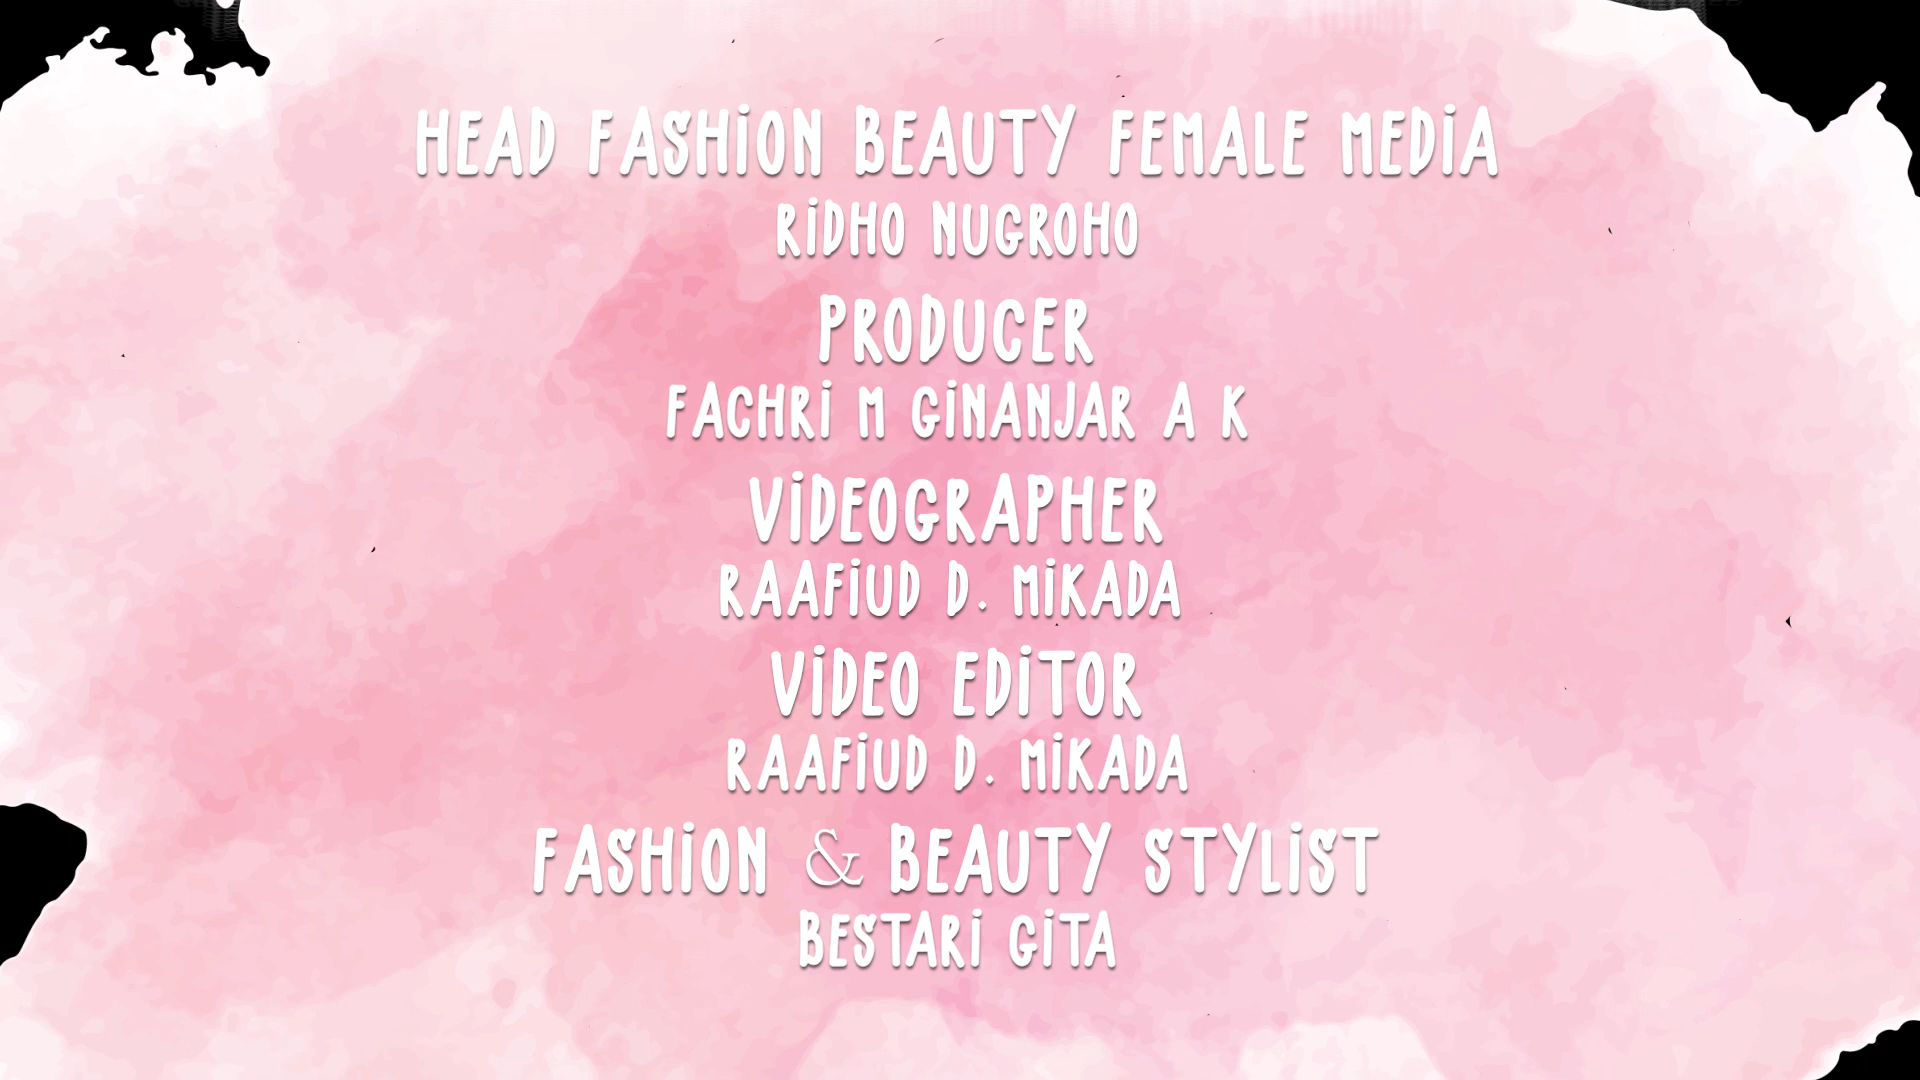 HEAD FASHiON BEAUTY FEMALE MEDiA
RiDHO NUGROHO
PRODUCER
FACHRi M GiNANJAR A K
ViDEOGRAPHER
RAAFiUD D. MiKADA
ViDEO EDiTOR
RAAFiUD D. MiKADA
FASHiON & BEAUTY STYLiST
BESTARi GiTA